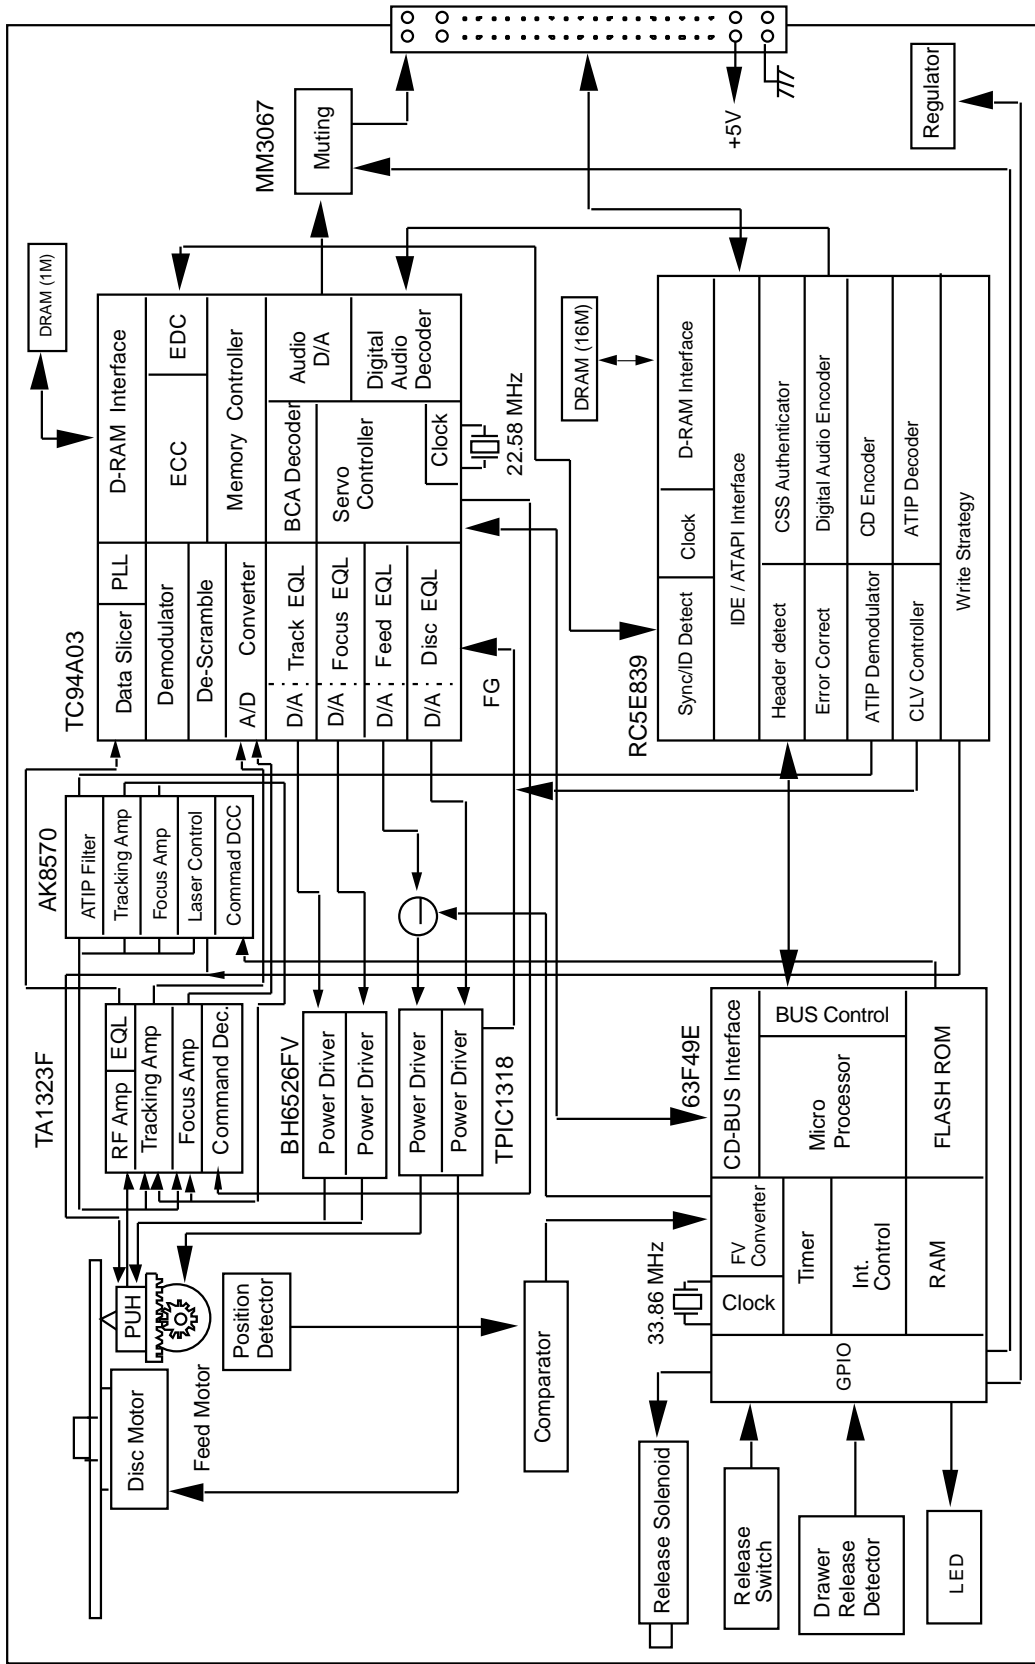 TA1323F
RF Amp
EQL
Tracking Amp
Focus Amp
Command Dec.
AK8570
ATIP Filter
Tracking Amp
Focus Amp
Laser Control
Commad DCC
TC94A03
Data Slicer
PLL
D-RAM Interface
Demodulator
ECC
EDC
De-Scramble
Memory Controller
A/D
Converter
D/A
Track EQL
BCA Decoder
Audio
D/A
D/A
Focus EQL
Servo
Controller
D/A
Feed EQL
Digital
Audio
Decoder
D/A
Disc EQL
Clock
22.58 MHz
FG
DRAM (1M)
MM3067
Muting
+5V
Regulator
PUH
Disc Motor
Feed Motor
Position
Detector
BH6526FV
Power Driver
Power Driver
Power Driver
Power Driver
TPIC1318
Comparator
DRAM (16M)
RC5E839
Sync/ID Detect
Clock
D-RAM Interface
IDE / ATAPI Interface
Header detect
CSS Authenticator
Error Correct
Digital Audio Encoder
ATIP Demodulator
CD Encoder
CLV Controller
ATIP Decoder
Write Strategy
33.86 MHz
63F49E
GPIO
Clock
FV
Converter
CD-BUS Interface
Timer
Micro
Processor
BUS Control
Int.
Control
RAM
FLASH ROM
Release Solenoid
Release
Switch
Drawer
Release
Detector
LED